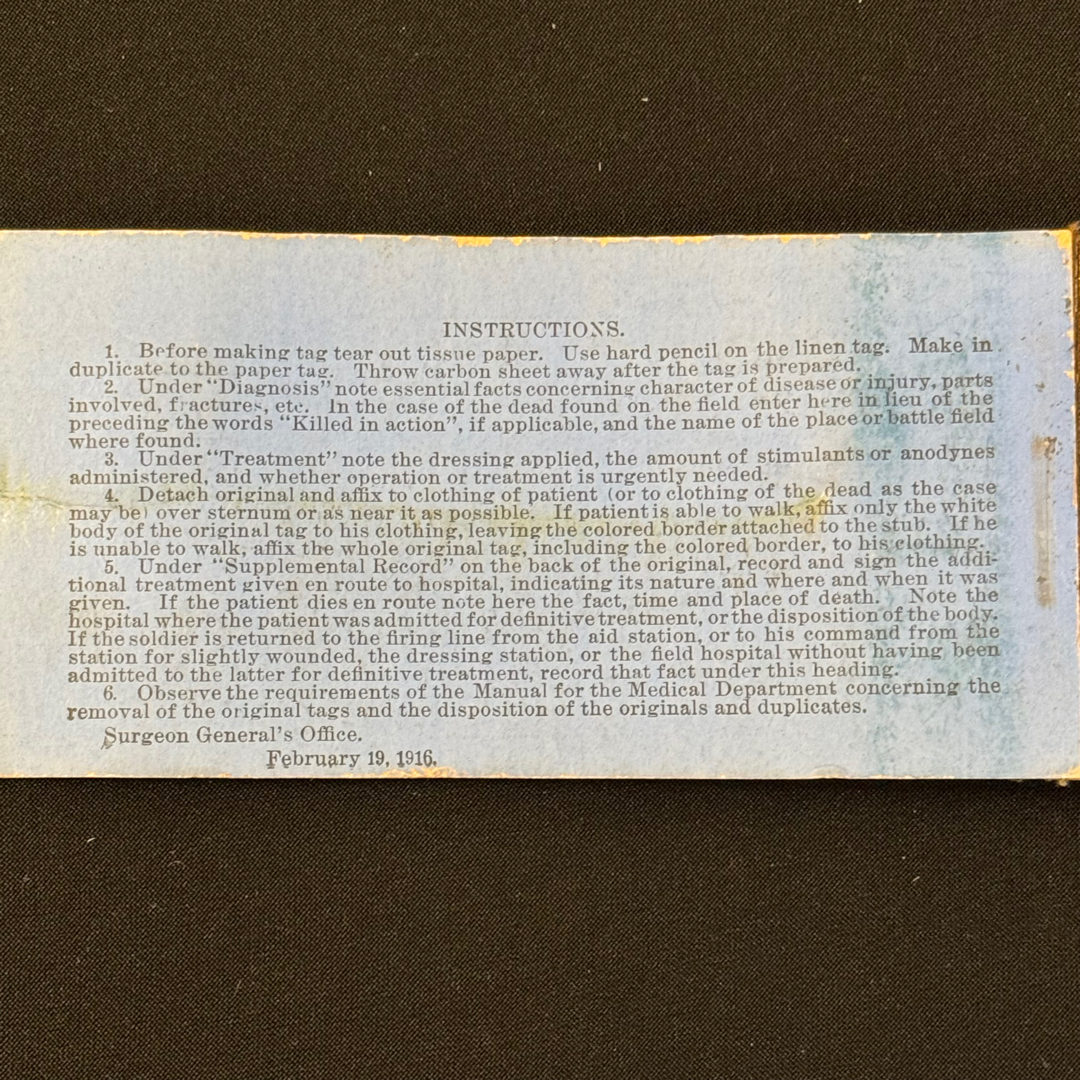 INSTRUCTIONS.
1. Before making tag tear out tissue paper. Use hard pencil on the linen tag. Make in
duplicate to the paper tag. Throw carbon sheet away after the tag is prepared.
2. Under "Diagnosis" note essential facts concerning character of disease or injury, parts
involved, fractures, etc. In the case of the dead found on the field enter here in lieu of the
preceding the words "Killed in action", if applicable, and the name of the place or battle field
where found.
3. Under "Treatment" note the dressing applied, the amount of stimulants or anodynes
administered, and whether operation or treatment is urgently needed.
4. Detach original and affix to clothing of patient (or to clothing of the dead as the case
may be) over sternum or as near it as possible. If patient is able to walk, affix only the white
body of the original tag to his clothing, leaving the colored border attached to the stub. If he
is unable to walk, affix the whole original tag, including the colored border, to his clothing.
5. Under "Supplemental Record" on the back of the original, record and sign the addi-
tional treatment given en route to hospital, indicating its nature and where and when it was
given. If the patient dies en route note here the fact, time and place of death. Note the
hospital where the patient was admitted for definitive treatment, or the disposition of the body.
If the soldier is returned to the firing line from the aid station, or to his command from the
station for slightly wounded, the dressing station, or the field hospital without having been
admitted to the latter for definitive treatment, record that fact under this heading.
6. Observe the requirements of the Manual for the Medical Department concerning the
removal of the original tags and the disposition of the originals and duplicates.
Surgeon General's Office.
February 19, 1916.